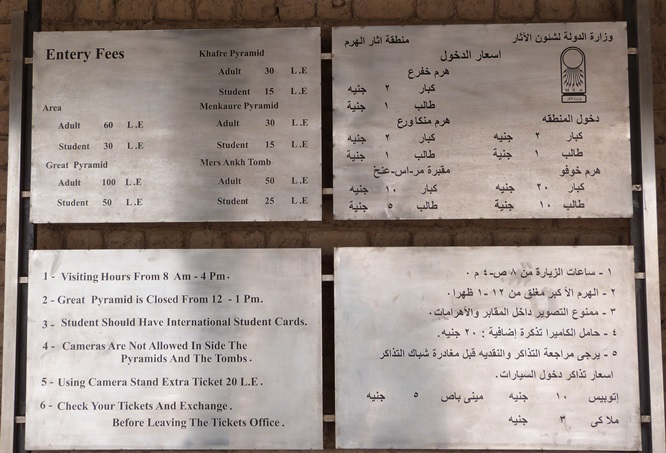 Entery Fees
Area
Adult 60 L.E
Student 30 L.E
Great Pyramid
Adult 100 L.E
Student 50 L.E
Khafre Pyramid
Adult 30 L.E
Student 15 L.E
Menkaure Pyramid
Adult 30 L.E
Student 15 L.E
Mers Ankh Tomb
Adult 50 L.E
Student 25 L.E
وزارة الدولة لشئون الآثار
منطقة اثار الهرم
اسعار الدخول
دخول المنطقه
كبار ٢ جنيه
طالب ١ جنية
هرم خوفو
كبار ٢٠ جنيه
طالب ١٠ جنية
هرم خفرع
كبار ٢ جنيه
طالب ١ جنية
هرم منكاورع
كبار ٢ جنيه
طالب ١ جنية
مقبرة مر-اس-عنخ
كبار ١٠ جنيه
طالب ٥ جنية
1 - Visiting Hours From 8 Am - 4 Pm.
2 - Great Pyramid is Closed From 12 - 1 Pm.
3 - Student Should Have International Student Cards.
4 - Cameras Are Not Allowed In Side The
Pyramids And The Tombs.
5 - Using Camera Stand Extra Ticket 20 L.E.
6 - Check Your Tickets And Exchange.
Before Leaving The Tickets Office.
١ - ساعات الزيارة من ٨ ص-٤ م.
٢ - الهرم الأكبر مغلق من ١٢ -١ ظهرا.
٣ - ممنوع التصوير داخل المقابر والأهرامات.
٤ - حامل الكاميرا تذكرة إضافية : ٢٠ جنيه.
٥ - يرجى مراجعة التذاكر والنقديه قبل مغادرة شباك التذاكر
اسعار تذاكر دخول السيارات.
إتوبيس ١٠ جنيه مينى باص ٥ جنيه
ملاكى ٣ جنيه